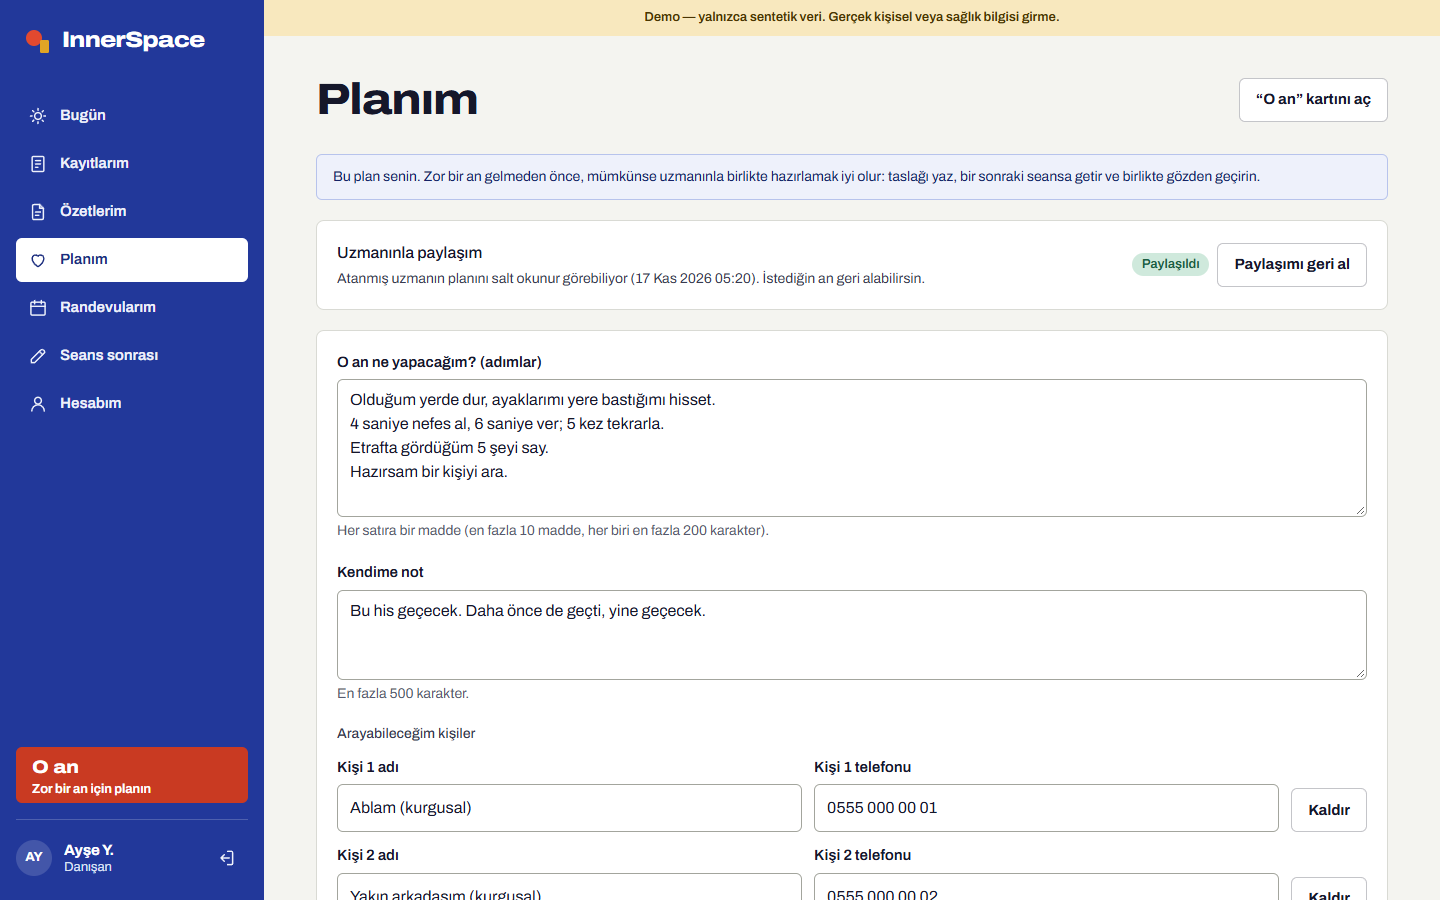 Demo — yalnızca sentetik veri. Gerçek kişisel veya sağlık bilgisi girme.
InnerSpace
Bugün
Kayıtlarım
Özetlerim
Planım
Randevularım
Seans sonrası
Hesabım
O an
Zor bir an için planın
AY
Ayşe Y.
Danışan
Planım
“O an” kartını aç
Bu plan senin. Zor bir an gelmeden önce, mümkünse uzmanınla birlikte hazırlamak iyi olur: taslağı yaz, bir sonraki seansa getir ve birlikte gözden geçirin.
Uzmanınla paylaşım
Atanmış uzmanın planını salt okunur görebiliyor (17 Kas 2026 05:20). İstediğin an geri alabilirsin.
Paylaşıldı
Paylaşımı geri al
O an ne yapacağım? (adımlar)
Olduğum yerde dur, ayaklarımı yere bastığımı hisset.
4 saniye nefes al, 6 saniye ver; 5 kez tekrarla.
Etrafta gördüğüm 5 şeyi say.
Hazırsam bir kişiyi ara.
Her satıra bir madde (en fazla 10 madde, her biri en fazla 200 karakter).
Kendime not
Bu his geçecek. Daha önce de geçti, yine geçecek.
En fazla 500 karakter.
Arayabileceğim kişiler
Kişi 1 adı
Kişi 1 telefonu
Ablam (kurgusal)
0555 000 00 01
Kaldır
Kişi 2 adı
Kişi 2 telefonu
Yakın arkadaşım (kurgusal)
0555 000 00 02
Kaldır